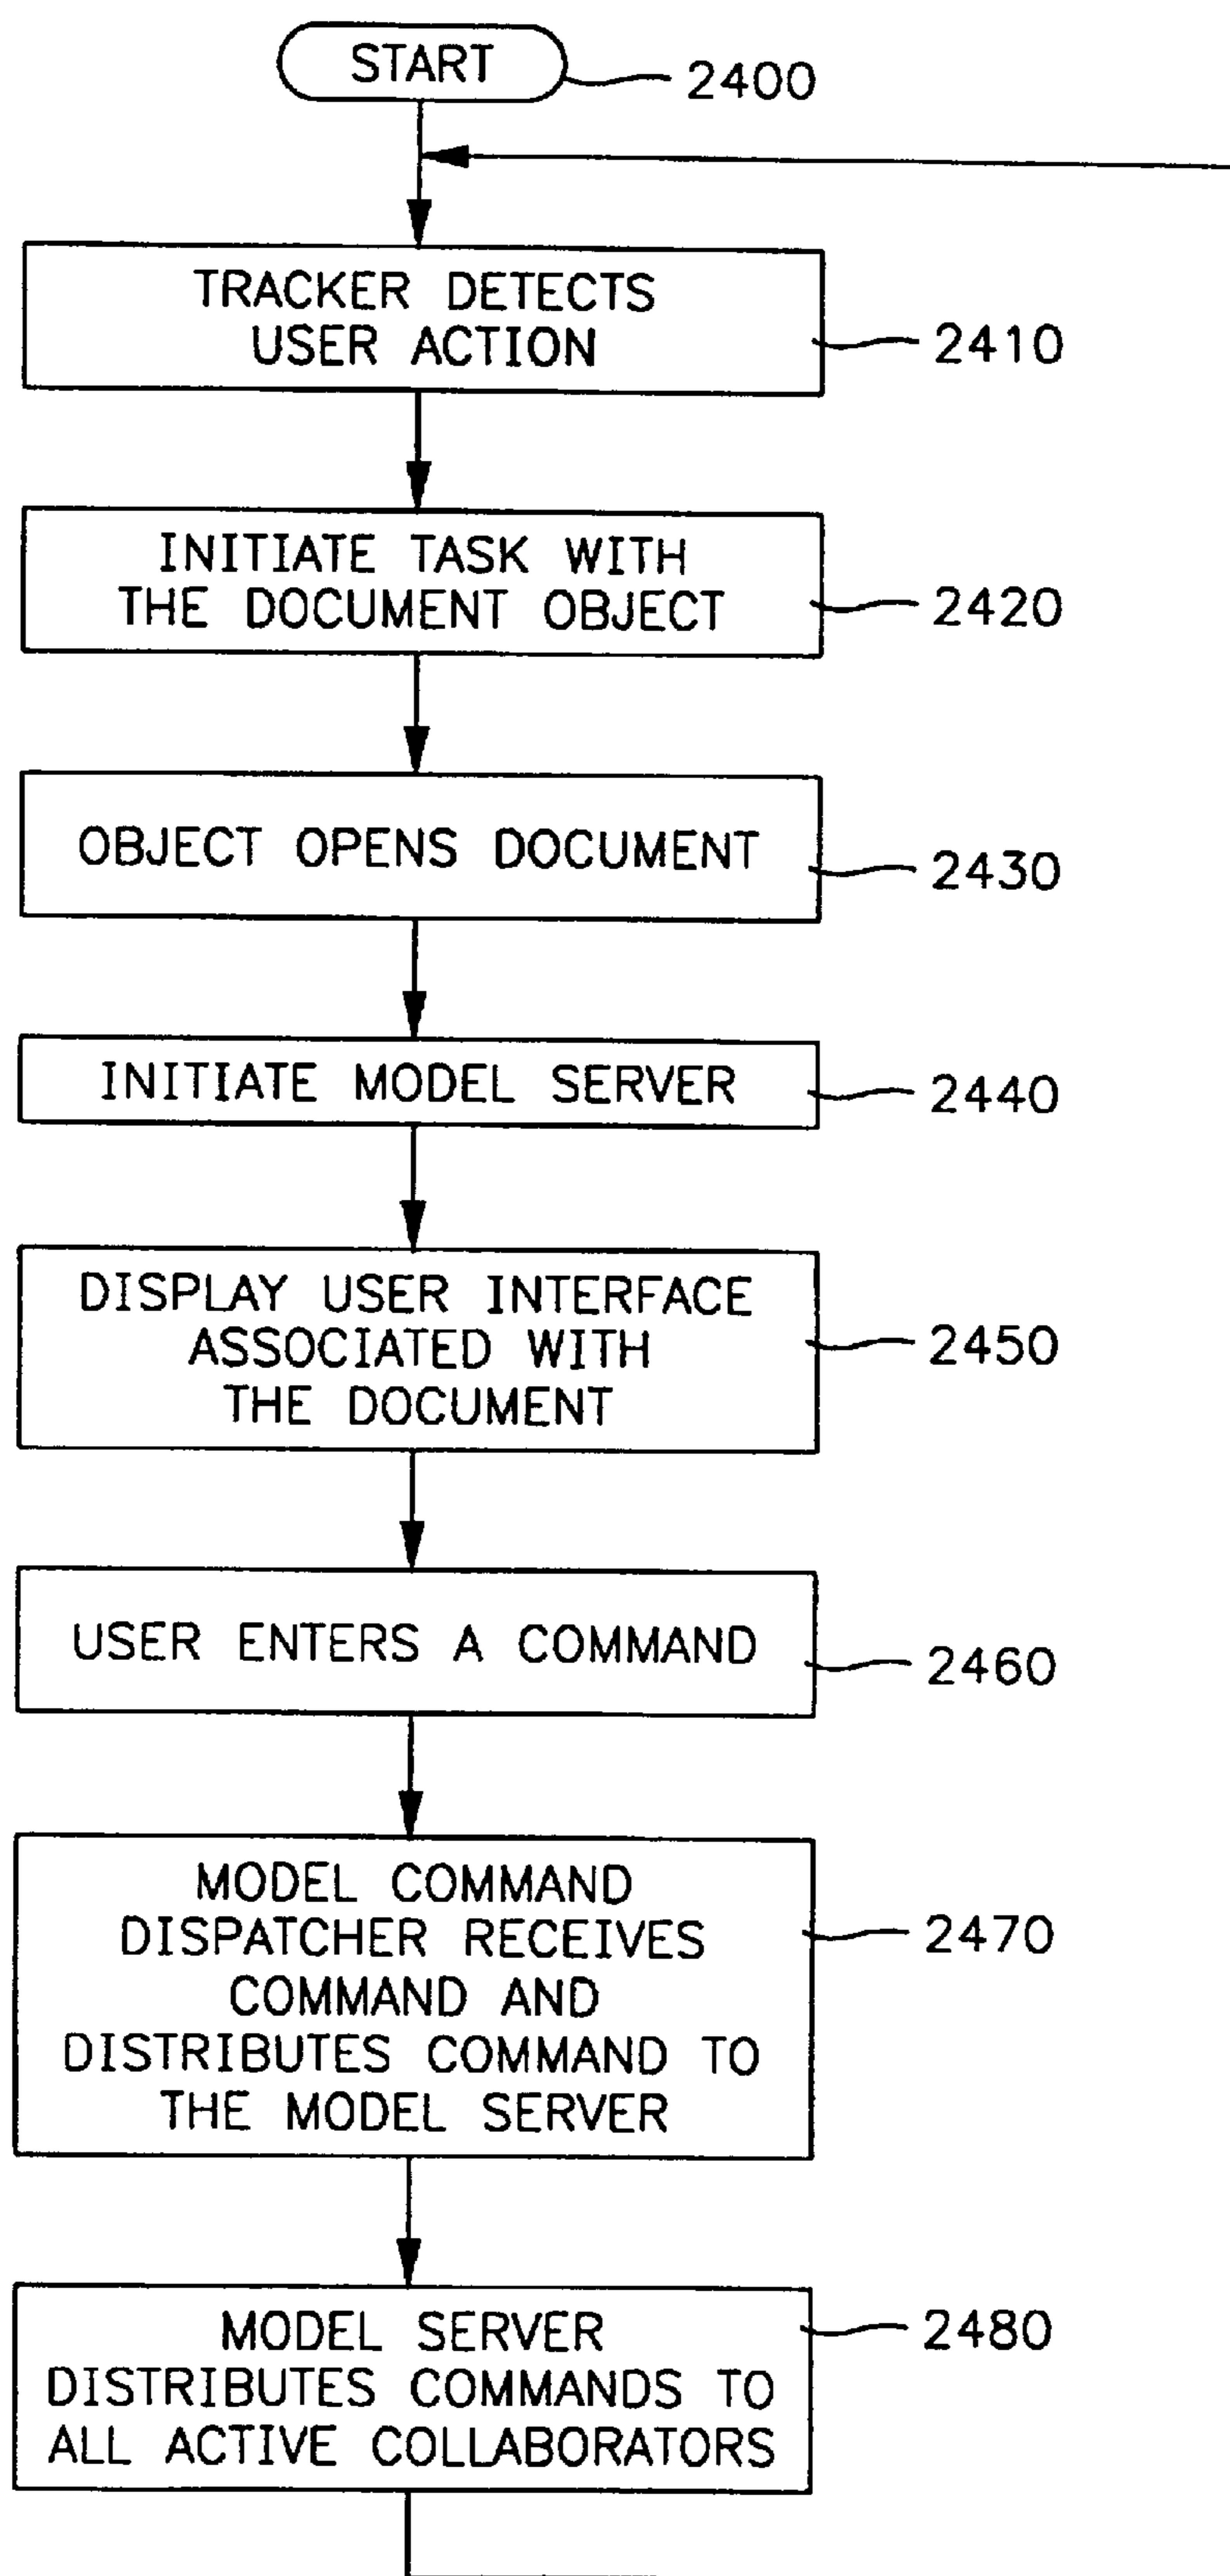 START
2400
TRACKER DETECTS
USER ACTION
2410
INITIATE TASK WITH
THE DOCUMENT OBJECT
2420
OBJECT OPENS DOCUMENT
2430
INITIATE MODEL SERVER
2440
DISPLAY USER INTERFACE
ASSOCIATED WITH
THE DOCUMENT
2450
USER ENTERS A COMMAND
2460
MODEL COMMAND
DISPATCHER RECEIVES
COMMAND AND
DISTRIBUTES COMMAND TO
THE MODEL SERVER
2470
MODEL SERVER
DISTRIBUTES COMMANDS TO
ALL ACTIVE COLLABORATORS
2480